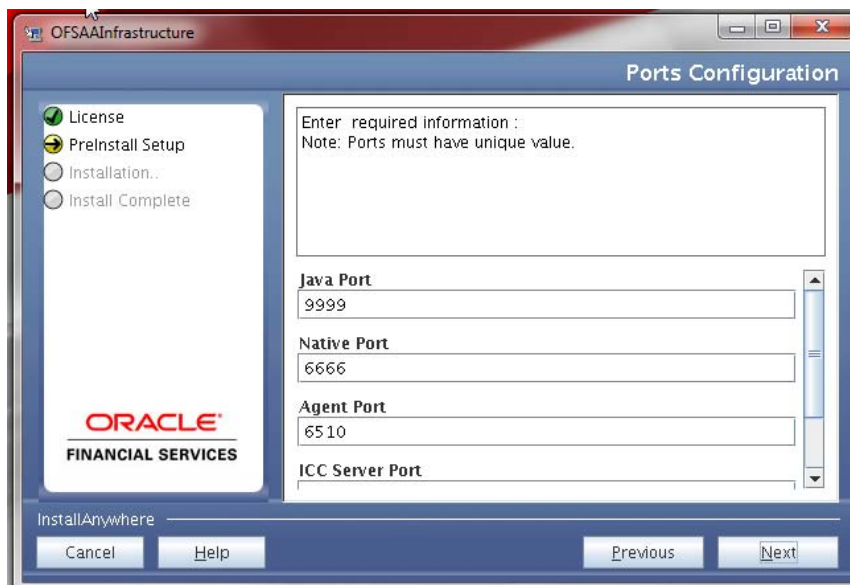 OFSAAInfrastructure
Ports Configuration
License
PreInstall Setup
Installation..
Install Complete
ORACLE
FINANCIAL SERVICES
Enter required information :
Note: Ports must have unique value.
Java Port
9999
Native Port
6666
Agent Port
6510
ICC Server Port
InstallAnywhere
Cancel
Help
Previous
Next